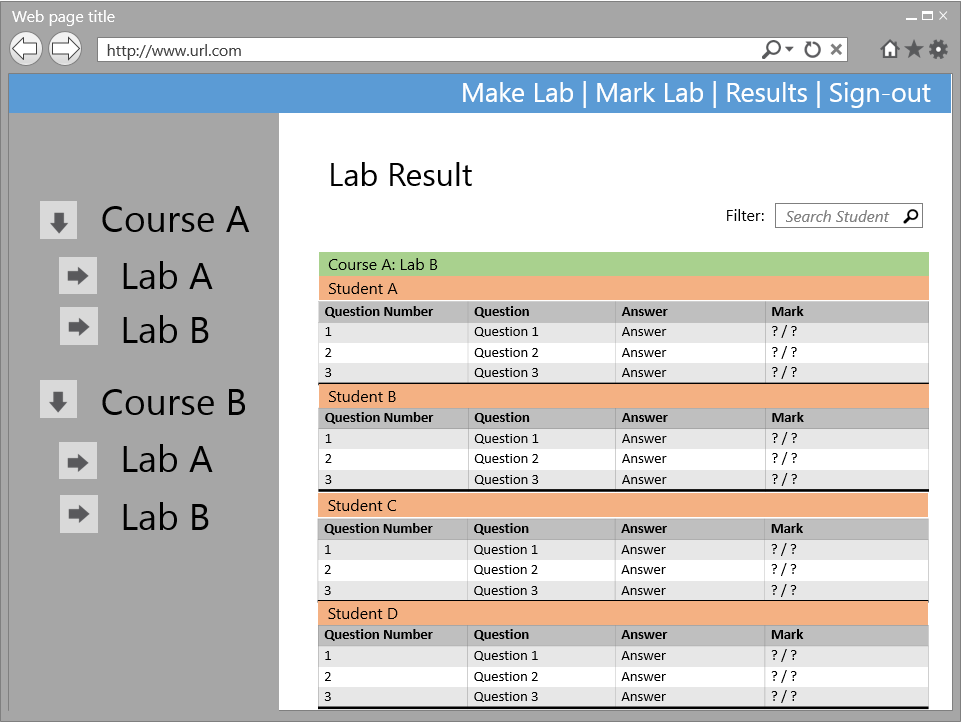 Web page title
http://www.url.com
Make Lab | Mark Lab | Results | Sign-out
Course A
Lab A
Lab B
Course B
Lab A
Lab B
Lab Result
Filter: Search Student
Course A: Lab B
Student A
Question Number Question Answer Mark
1 Question 1 Answer ? / ?
2 Question 2 Answer ? / ?
3 Question 3 Answer ? / ?
Student B
Question Number Question Answer Mark
1 Question 1 Answer ? / ?
2 Question 2 Answer ? / ?
3 Question 3 Answer ? / ?
Student C
Question Number Question Answer Mark
1 Question 1 Answer ? / ?
2 Question 2 Answer ? / ?
3 Question 3 Answer ? / ?
Student D
Question Number Question Answer Mark
1 Question 1 Answer ? / ?
2 Question 2 Answer ? / ?
3 Question 3 Answer ? / ?